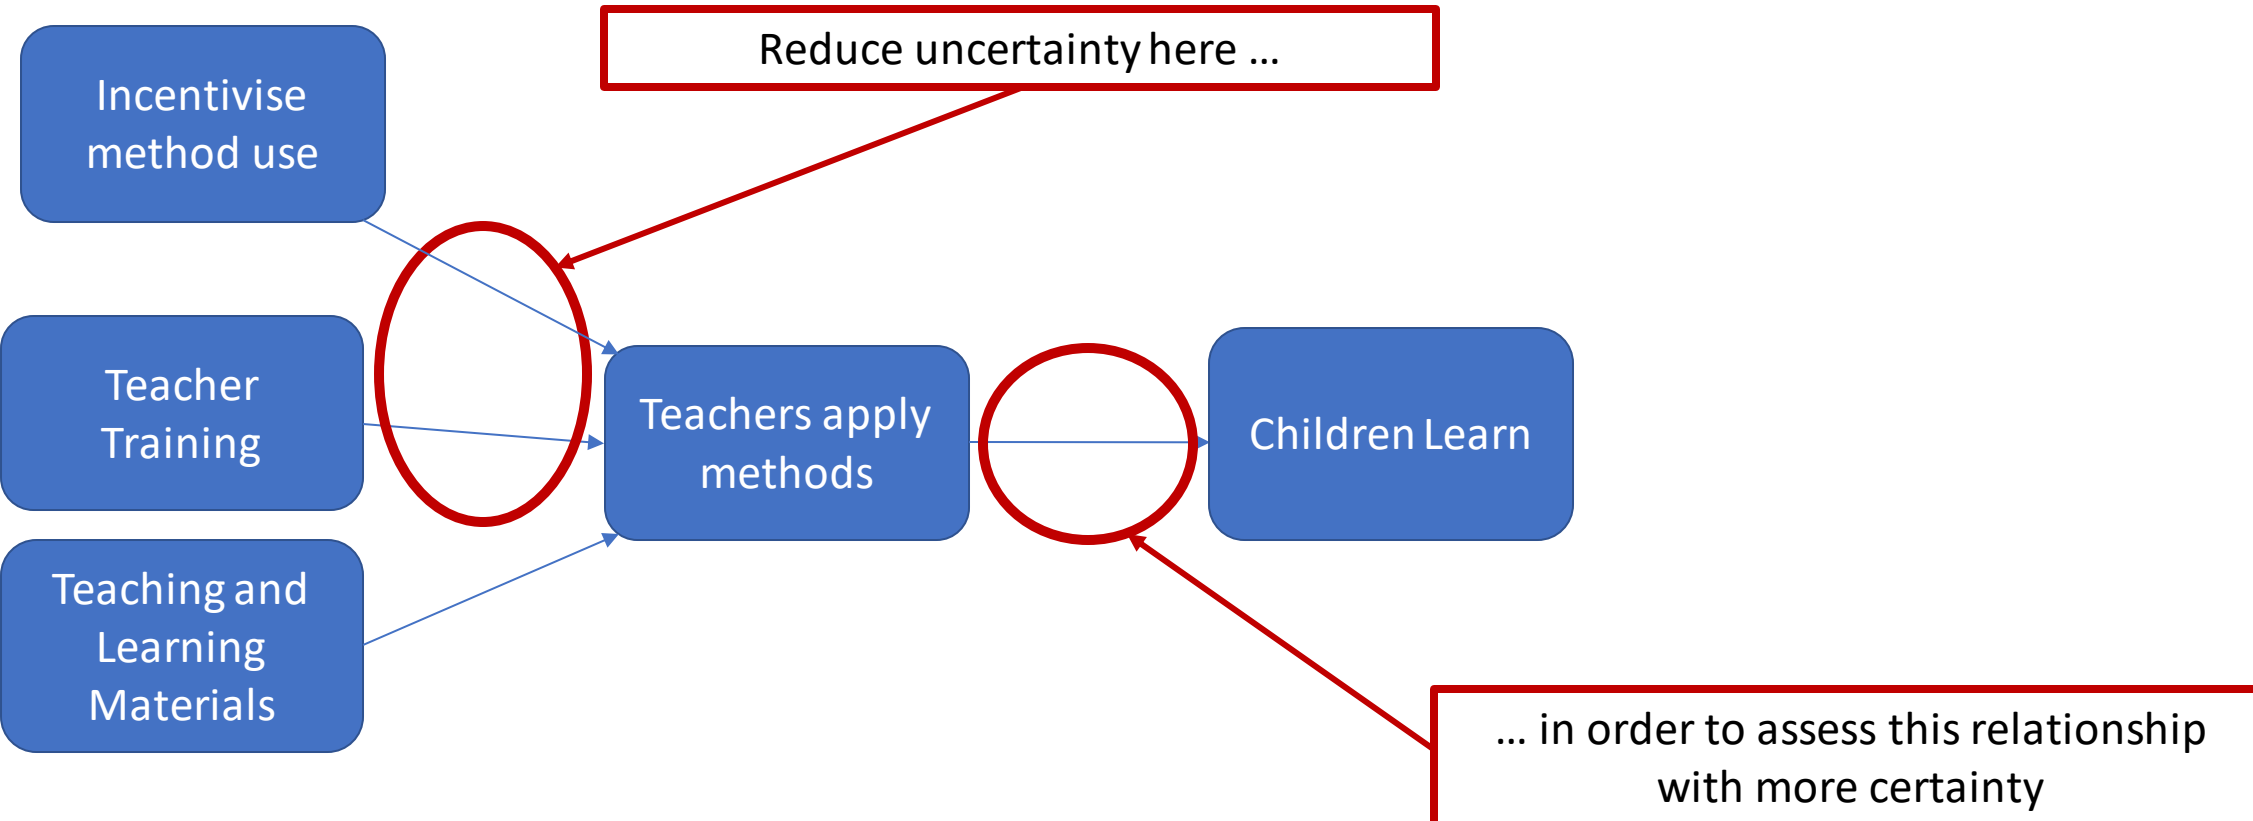 Reduce uncertainty here ...
Incentivise
method use
Teacher
Training
Teachers apply
methods
Children Learn
Teaching and
Learning
Materials
... in order to assess this relationship
with more certainty